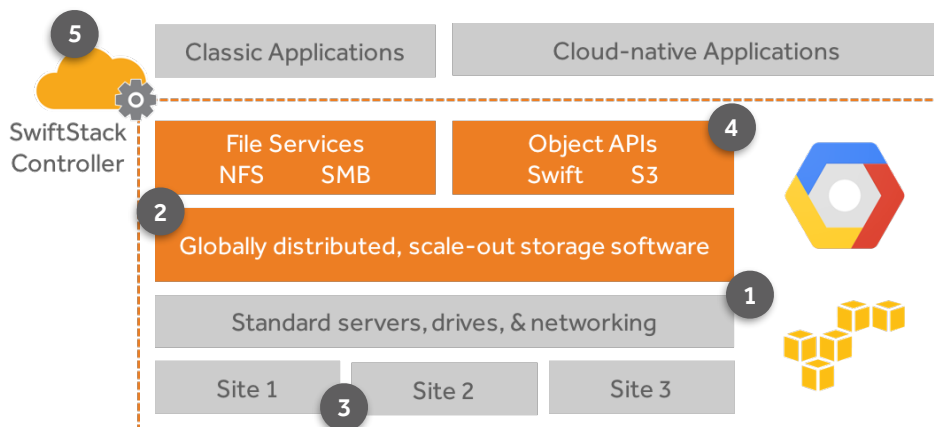 5
Classic Applications
Cloud-native Applications
SwiftStack
Controller
File Services
NFS SMB
Object APIs
Swift S3
4
2
Globally distributed, scale-out storage software
1
Standard servers, drives, & networking
Site 1
Site 2
Site 3
3